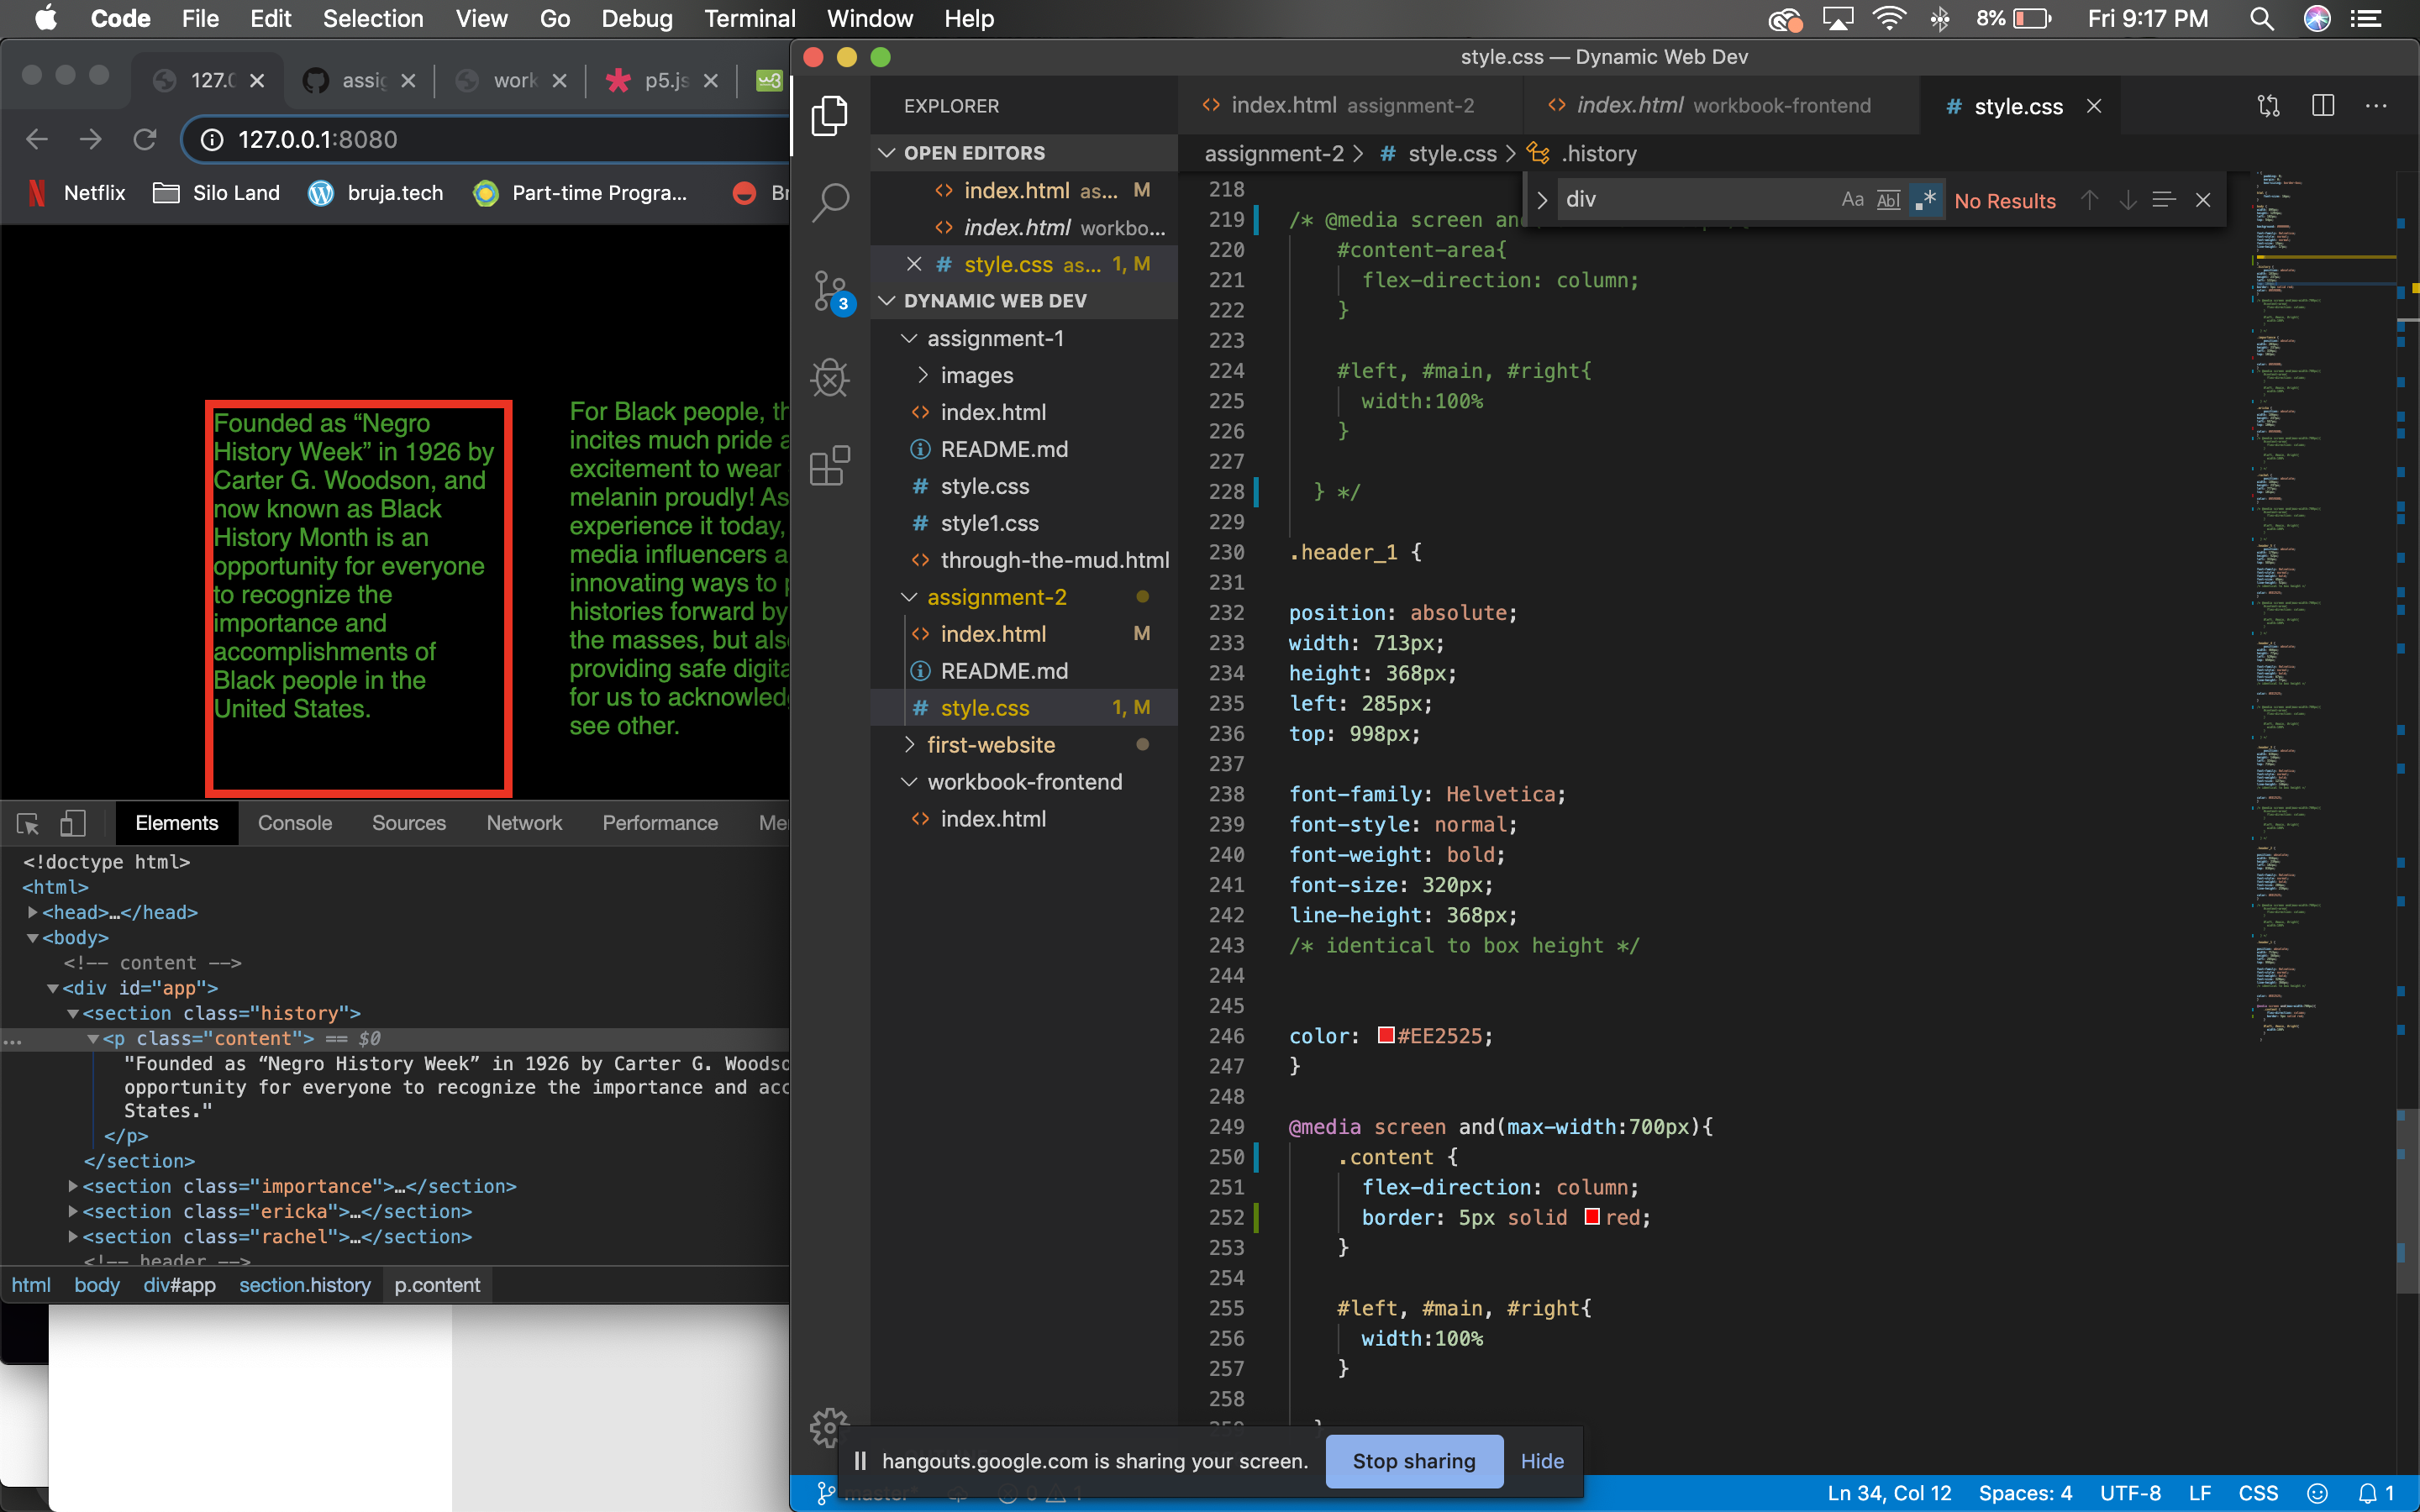 Code File Edit Selection View Go Debug Terminal Window Help 8% Fri 9:17 PM
style.css — Dynamic Web Dev
127.0 assig work p5.js w3
127.0.0.1:8080
Netflix Silo Land bruja.tech Part-time Progra...
Founded as “Negro
History Week” in 1926 by
Carter G. Woodson, and
now known as Black
History Month is an
opportunity for everyone
to recognize the
importance and
accomplishments of
Black people in the
United States.
For Black people, th
incites much pride a
excitement to wear
melanin proudly! As
experience it today,
media influencers a
innovating ways to p
histories forward by
the masses, but also
providing safe digita
for us to acknowled
see other.
Elements Console Sources Network Performance Me
<!doctype html>
<html>
<head>…</head>
<body>
<!-- content -->
<div id="app">
<section class="history">
<p class="content"> == $0
"Founded as “Negro History Week” in 1926 by Carter G. Woodso
opportunity for everyone to recognize the importance and acc
States."
</p>
</section>
<section class="importance">…</section>
<section class="ericka">…</section>
<section class="rachel">…</section>
<!-- header -->
html body div#app section.history p.content
EXPLORER
OPEN EDITORS
index.html as... M
index.html workbo...
style.css as... 1, M
DYNAMIC WEB DEV
assignment-1
images
index.html
README.md
style.css
style1.css
through-the-mud.html
assignment-2
index.html M
README.md
style.css 1, M
first-website
workbook-frontend
index.html
3
index.html assignment-2 index.html workbook-frontend # style.css
assignment-2 > # style.css > .history
div Aa Abl .* No Results
218
219 /* @media screen an
220 #content-area{
221 flex-direction: column;
222 }
223
224 #left, #main, #right{
225 width:100%
226 }
227
228 } */
229
230 .header_1 {
231
232 position: absolute;
233 width: 713px;
234 height: 368px;
235 left: 285px;
236 top: 998px;
237
238 font-family: Helvetica;
239 font-style: normal;
240 font-weight: bold;
241 font-size: 320px;
242 line-height: 368px;
243 /* identical to box height */
244
245
246 color: #EE2525;
247 }
248
249 @media screen and(max-width:700px){
250 .content {
251 flex-direction: column;
252 border: 5px solid red;
253 }
254
255 #left, #main, #right{
256 width:100%
257 }
258
259 }
hangouts.google.com is sharing your screen. Stop sharing Hide
master* 0 1 Ln 34, Col 12 Spaces: 4 UTF-8 LF CSS 1